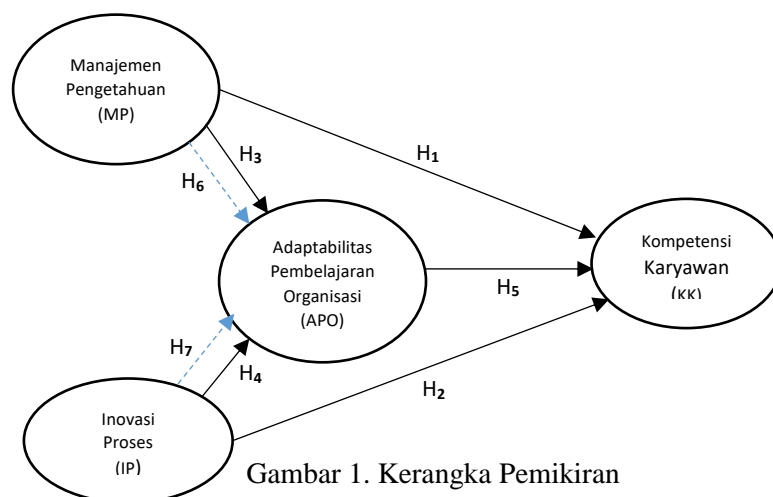 Manajemen
Pengetahuan
(MP)
H1
H3
H6
Adaptabilitas
Pembelajaran
Organisasi
(APO)
Kompetensi
Karyawan
(KK)
H5
H7
H4
H2
Inovasi
Proses
(IP)
Gambar 1. Kerangka Pemikiran